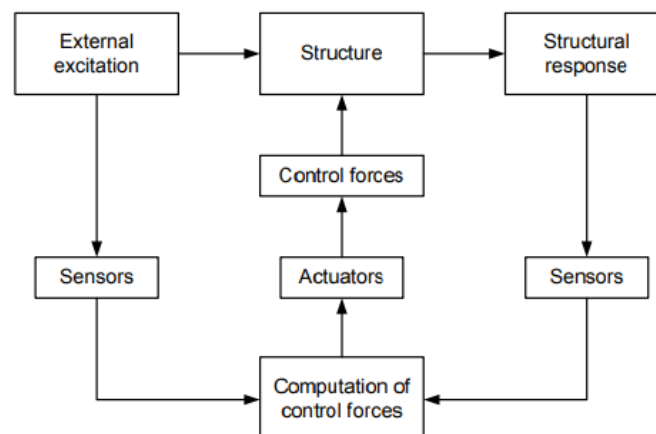 External
excitation
Structure
Structural
response
Control forces
Sensors
Actuators
Sensors
Computation of
control forces